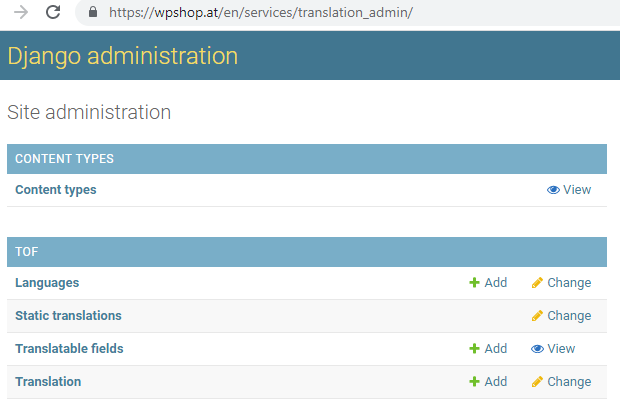 https://wpshop.at/en/services/translation_admin/
Django administration
Site administration
CONTENT TYPES
Content types View
TOF
Languages Add Change
Static translations Change
Translatable fields Add View
Translation Add Change